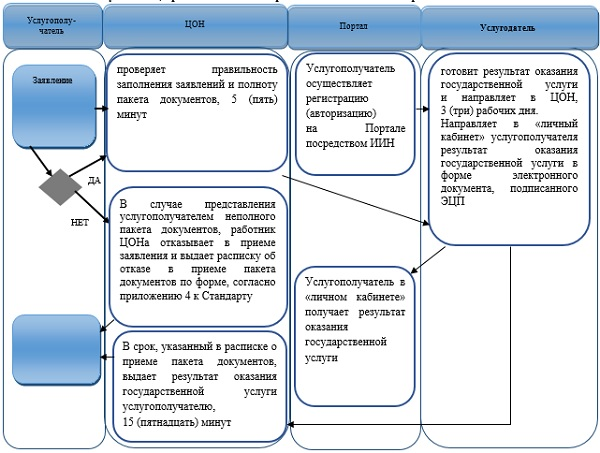 Услугополу-
чатель
ЦОН
Портал
Услугодатель
Заявление
ДА
НЕТ
проверяет правильность
заполнения заявлений и полноту
пакета документов, 5 (пять)
минут
В случае представления
услугополучателем неполного
пакета документов, работник
ЦОНа отказывает в приеме
заявления и выдает расписку об
отказе в приеме пакета
документов по форме, согласно
приложению 4 к Стандарту
В срок, указанный в расписке о
приеме пакета документов,
выдает результат оказания
государственной услуги
услугополучателю,
15 (пятнадцать) минут
Услугополучатель
осуществляет
регистрацию
(авторизацию)
на Портале
посредством ИИН
Услугополучатель в
«личном кабинете»
получает результат
оказания
государственной
услуги
готовит результат оказания
государственной услуги
и направляет в ЦОН,
3 (три) рабочих дня.
Направляет в «личный
кабинет» услугополучателя
результат оказания
государственной услуги в
форме электронного
документа, подписанного
ЭЦП